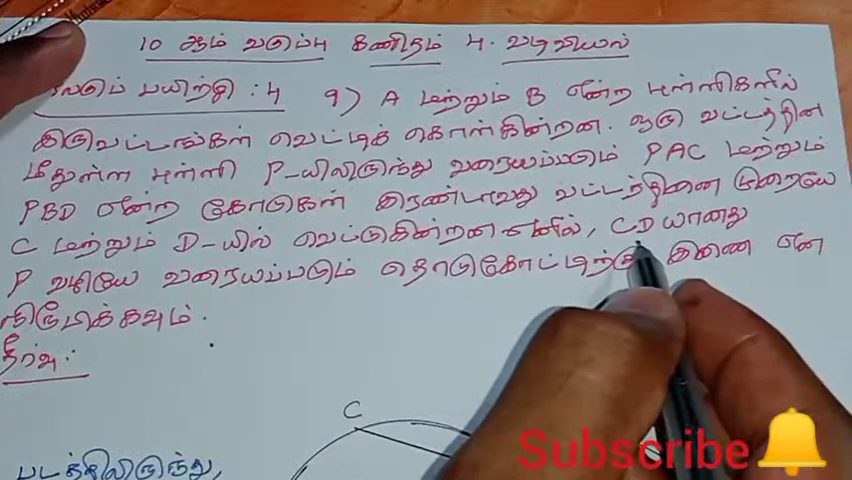 10 ஆம் வகுப்பு கணிதம் 4. வடிவியல்
பயிற்சி : 4 9) A மற்றும் B என்ற புள்ளிகளில்
இருவட்டங்கள் வெட்டிக் கொள்கின்றன. ஒரு வட்டத்தின்
மீதுள்ள புள்ளி P-யிலிருந்து வரையப்படும் PAC மற்றும்
PBD என்ற கோடுகள் இரண்டாவது வட்டத்தினை முறையே
C மற்றும் D-யில் வெட்டுகின்றன எனில், CD யானது
P வழியே வரையப்படும் தொடுகோட்டிற்கு இணை என
நிரூபிக்கவும்.
தீர்வு:
C
படத்திலிருந்து,
Subscribe